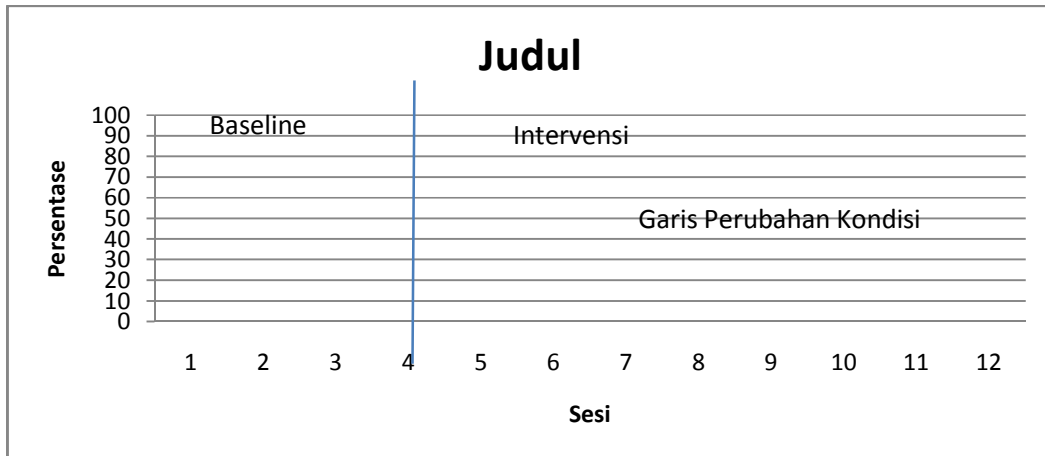 Judul
100
90
80
70
60
50
40
30
20
10
0
Persentase
Baseline
Intervensi
Garis Perubahan Kondisi
1 2 3 4 5 6 7 8 9 10 11 12
Sesi